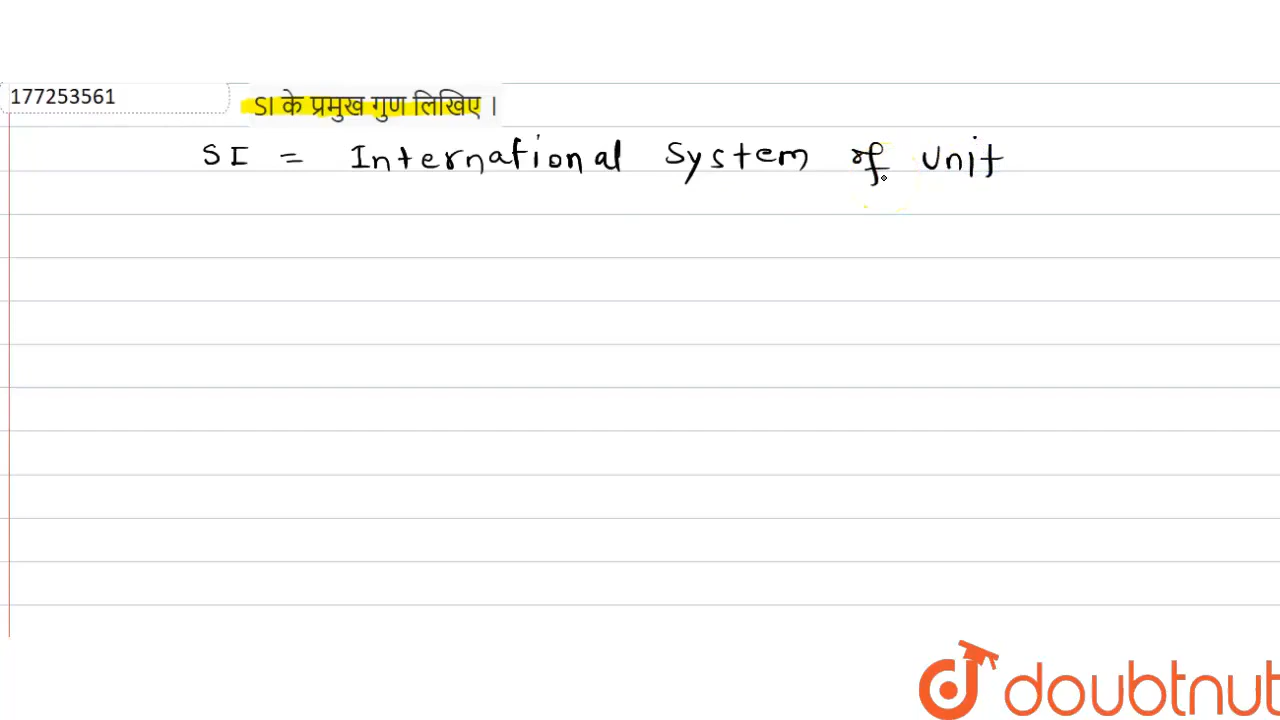 177253561
SI के प्रमुख गुण लिखिए ।
SI = International System of unit
doubtnut